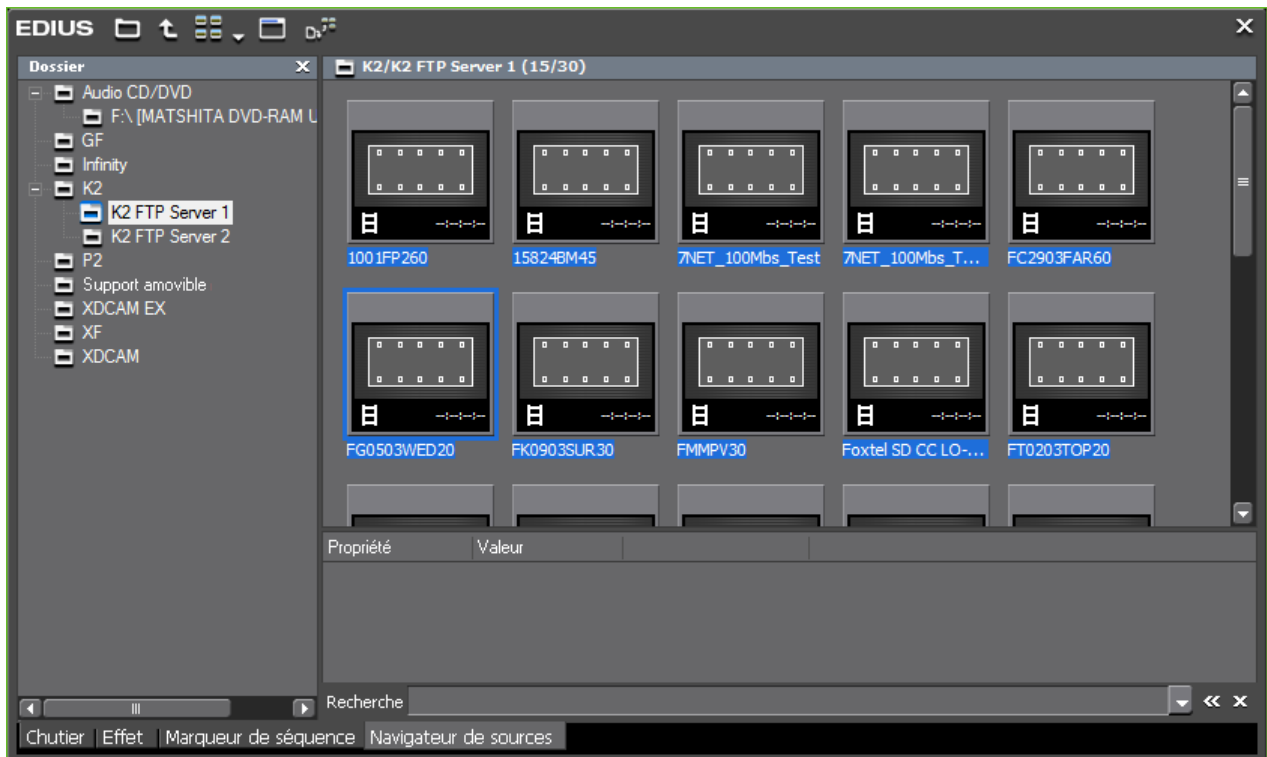 EDIUS
Dossier
K2/K2 FTP Server 1 (15/30)
Audio CD/DVD
F:\ [MATSHITA DVD-RAM U
GF
Infinity
K2
K2 FTP Server 1
K2 FTP Server 2
P2
Support amovible
XDCAM EX
XF
XDCAM
--:--:--:-- --:--:--:-- --:--:--:-- --:--:--:-- --:--:--:--
1001FP260 15824BM45 7NET_100Mbs_Test 7NET_100Mbs_T... FC2903FAR60
--:--:--:-- --:--:--:-- --:--:--:-- --:--:--:-- --:--:--:--
FG0503WED20 FK0903SUR30 FMMPV30 Foxtel SD CC LO-... FT0203TOP20
Propriété Valeur
Recherche
Chutier Effet Marqueur de séquence Navigateur de sources